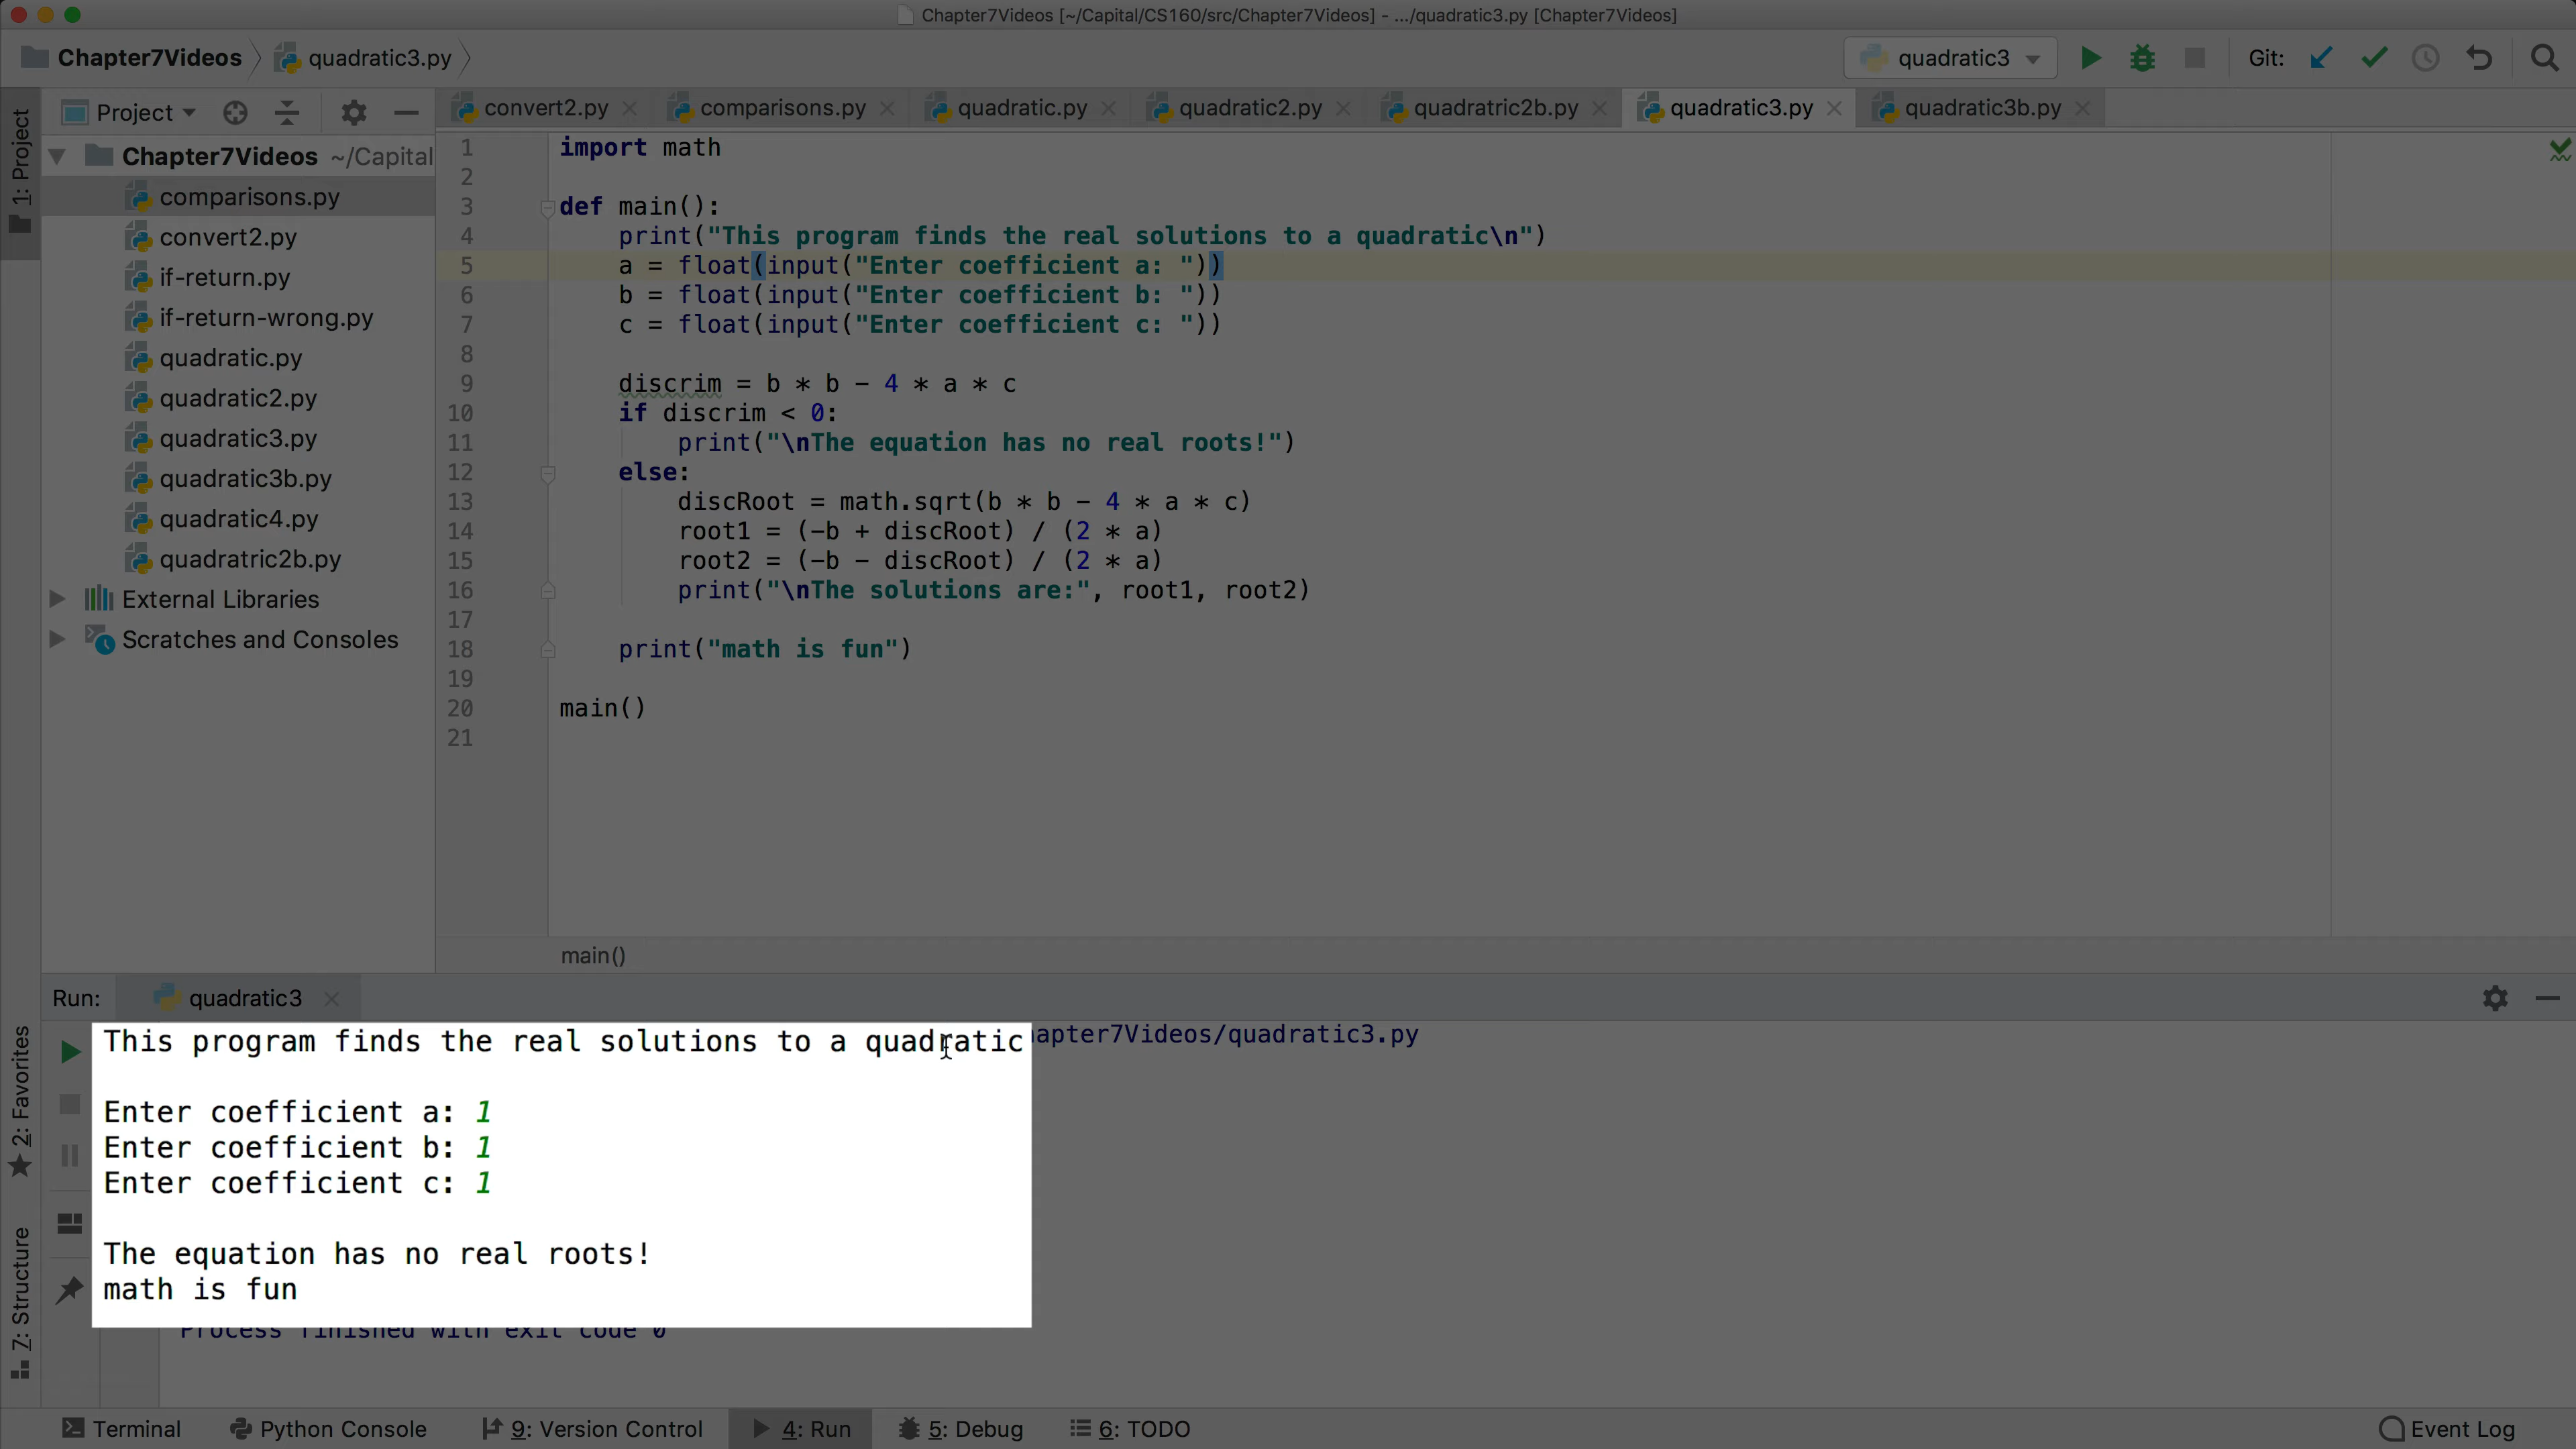 Chapter7Videos [~/Capital/CS160/src/Chapter7Videos] - .../quadratic3.py [Chapter7Videos]
Chapter7Videos quadratic3.py quadratic3 Git:
Project convert2.py comparisons.py quadratic.py quadratic2.py quadratric2b.py quadratic3.py quadratic3b.py
1: Project
Chapter7Videos ~/Capital
comparisons.py
convert2.py
if-return.py
if-return-wrong.py
quadratic.py
quadratic2.py
quadratic3.py
quadratic3b.py
quadratic4.py
quadratric2b.py
External Libraries
Scratches and Consoles
1 import math
2
3 def main():
4 print("This program finds the real solutions to a quadratic\n")
5 a = float(input("Enter coefficient a: "))
6 b = float(input("Enter coefficient b: "))
7 c = float(input("Enter coefficient c: "))
8
9 discrim = b * b - 4 * a * c
10 if discrim < 0:
11 print("\nThe equation has no real roots!")
12 else:
13 discRoot = math.sqrt(b * b - 4 * a * c)
14 root1 = (-b + discRoot) / (2 * a)
15 root2 = (-b - discRoot) / (2 * a)
16 print("\nThe solutions are:", root1, root2)
17
18 print("math is fun")
19
20 main()
21
main()
Run: quadratic3
apter7Videos/quadratic3.py
This program finds the real solutions to a quadratic
Enter coefficient a: 1
Enter coefficient b: 1
Enter coefficient c: 1
The equation has no real roots!
math is fun
Process finished with exit code 0
2: Favorites
7: Structure
Terminal Python Console 9: Version Control 4: Run 5: Debug 6: TODO Event Log